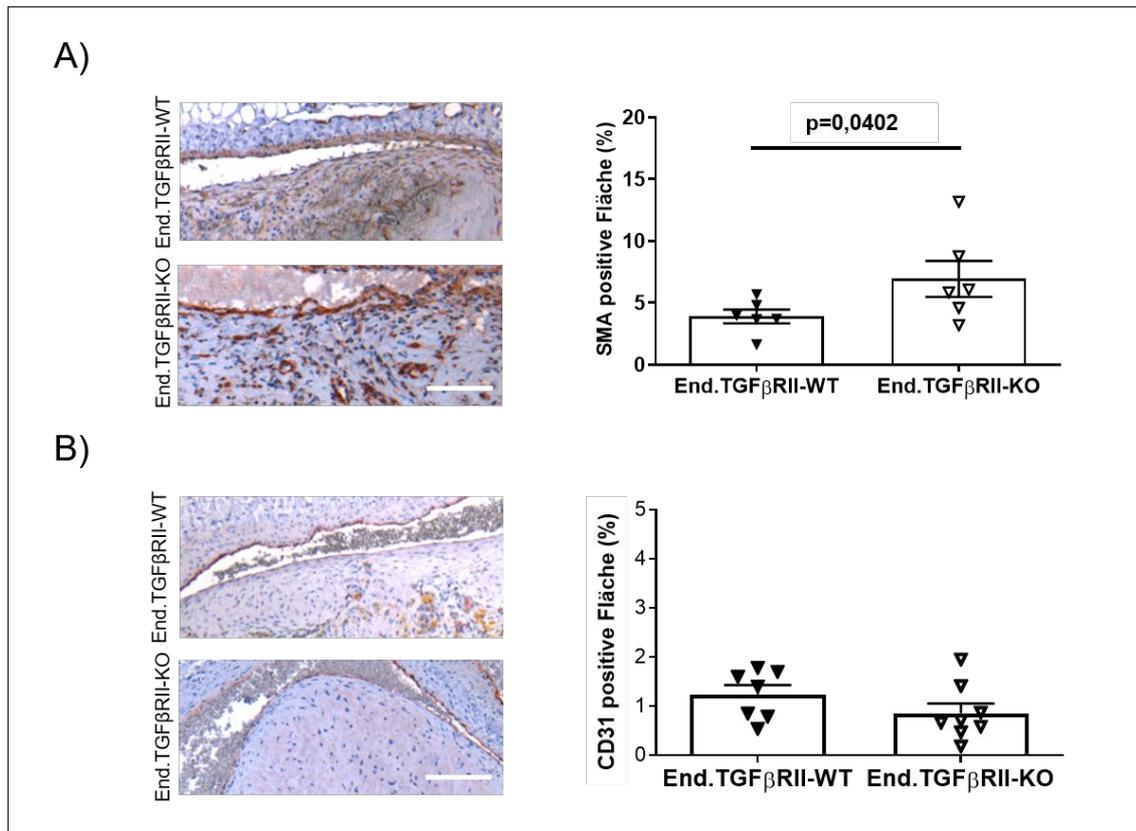 A)
End.TGFβRII-WT
End.TGFβRII-KO
SMA positive Fläche (%)
20
15
10
5
0
p=0,0402
End.TGFβRII-WT
End.TGFβRII-KO
B)
End.TGFβRII-WT
End.TGFβRII-KO
CD31 positive Fläche (%)
5
4
3
2
1
0
End.TGFβRII-WT
End.TGFβRII-KO